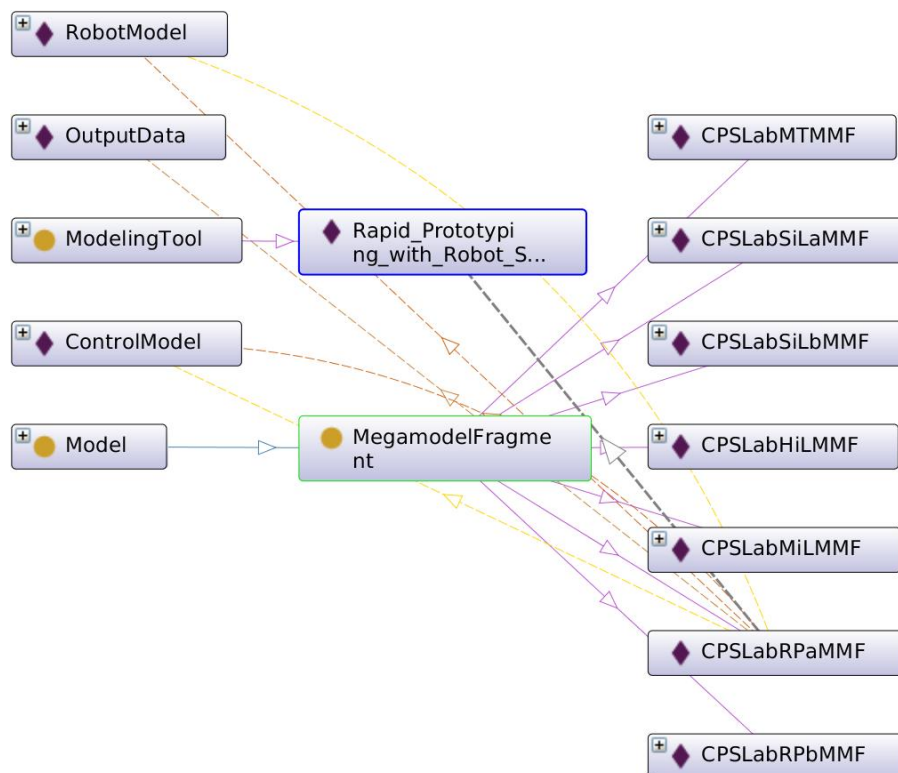 RobotModel
OutputData
ModelingTool
ControlModel
Model
Rapid_Prototypi
ng_with_Robot_S...
MegamodelFragme
nt
CPSLabMTMMF
CPSLabSiLaMMF
CPSLabSiLbMMF
CPSLabHiLMMF
CPSLabMiLMMF
CPSLabRPaMMF
CPSLabRPbMMF